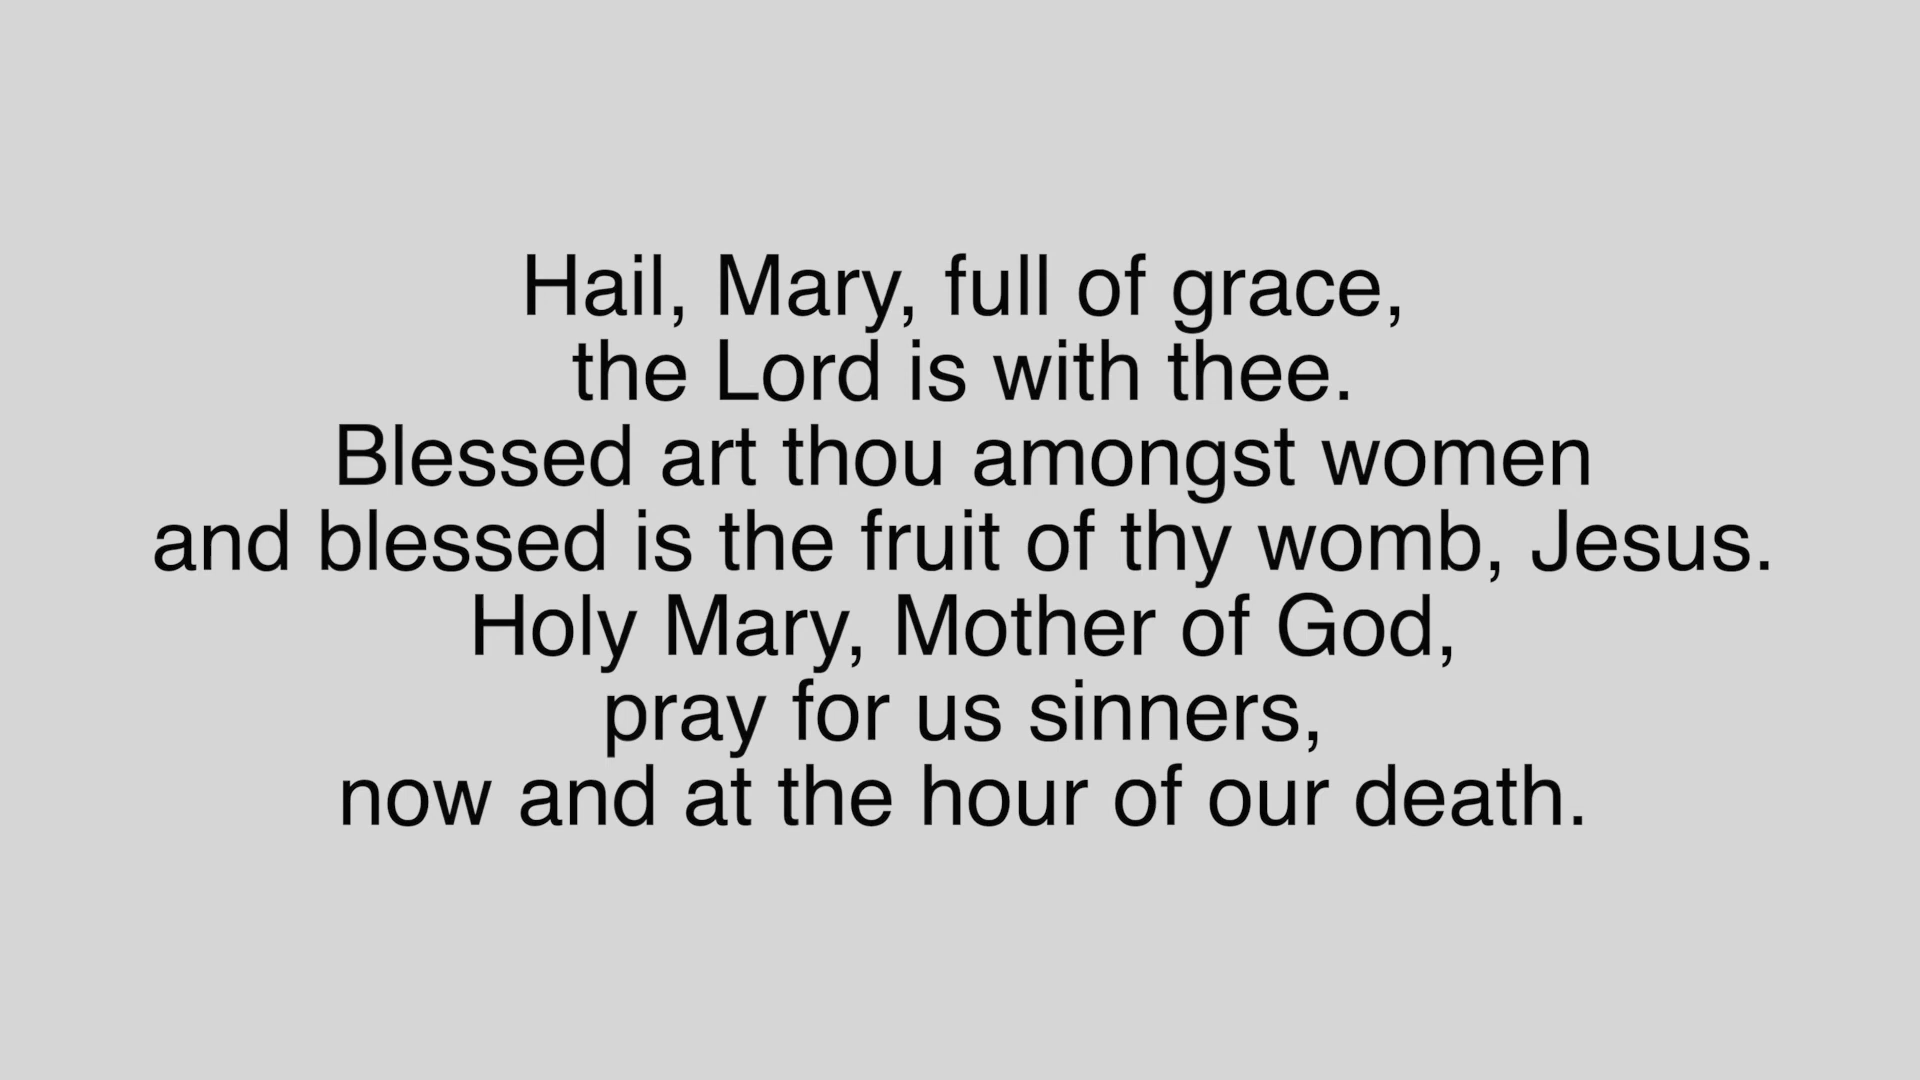 Hail, Mary, full of grace,
the Lord is with thee.
Blessed art thou amongst women
and blessed is the fruit of thy womb, Jesus.
Holy Mary, Mother of God,
pray for us sinners,
now and at the hour of our death.